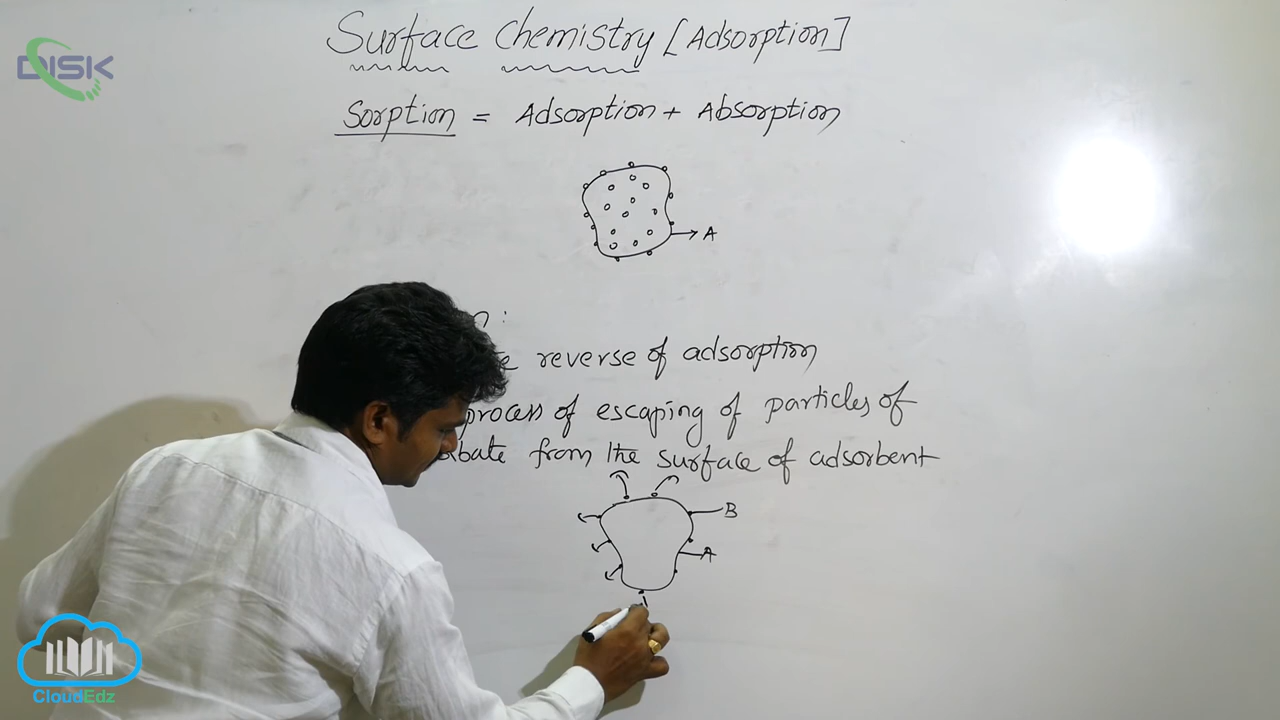 DISK
Surface Chemistry [Adsorption]
Sorption = Adsorption + Absorption
A
reverse of adsorption
process of escaping of particles of
from the surface of adsorbent
B
A
CloudEdz